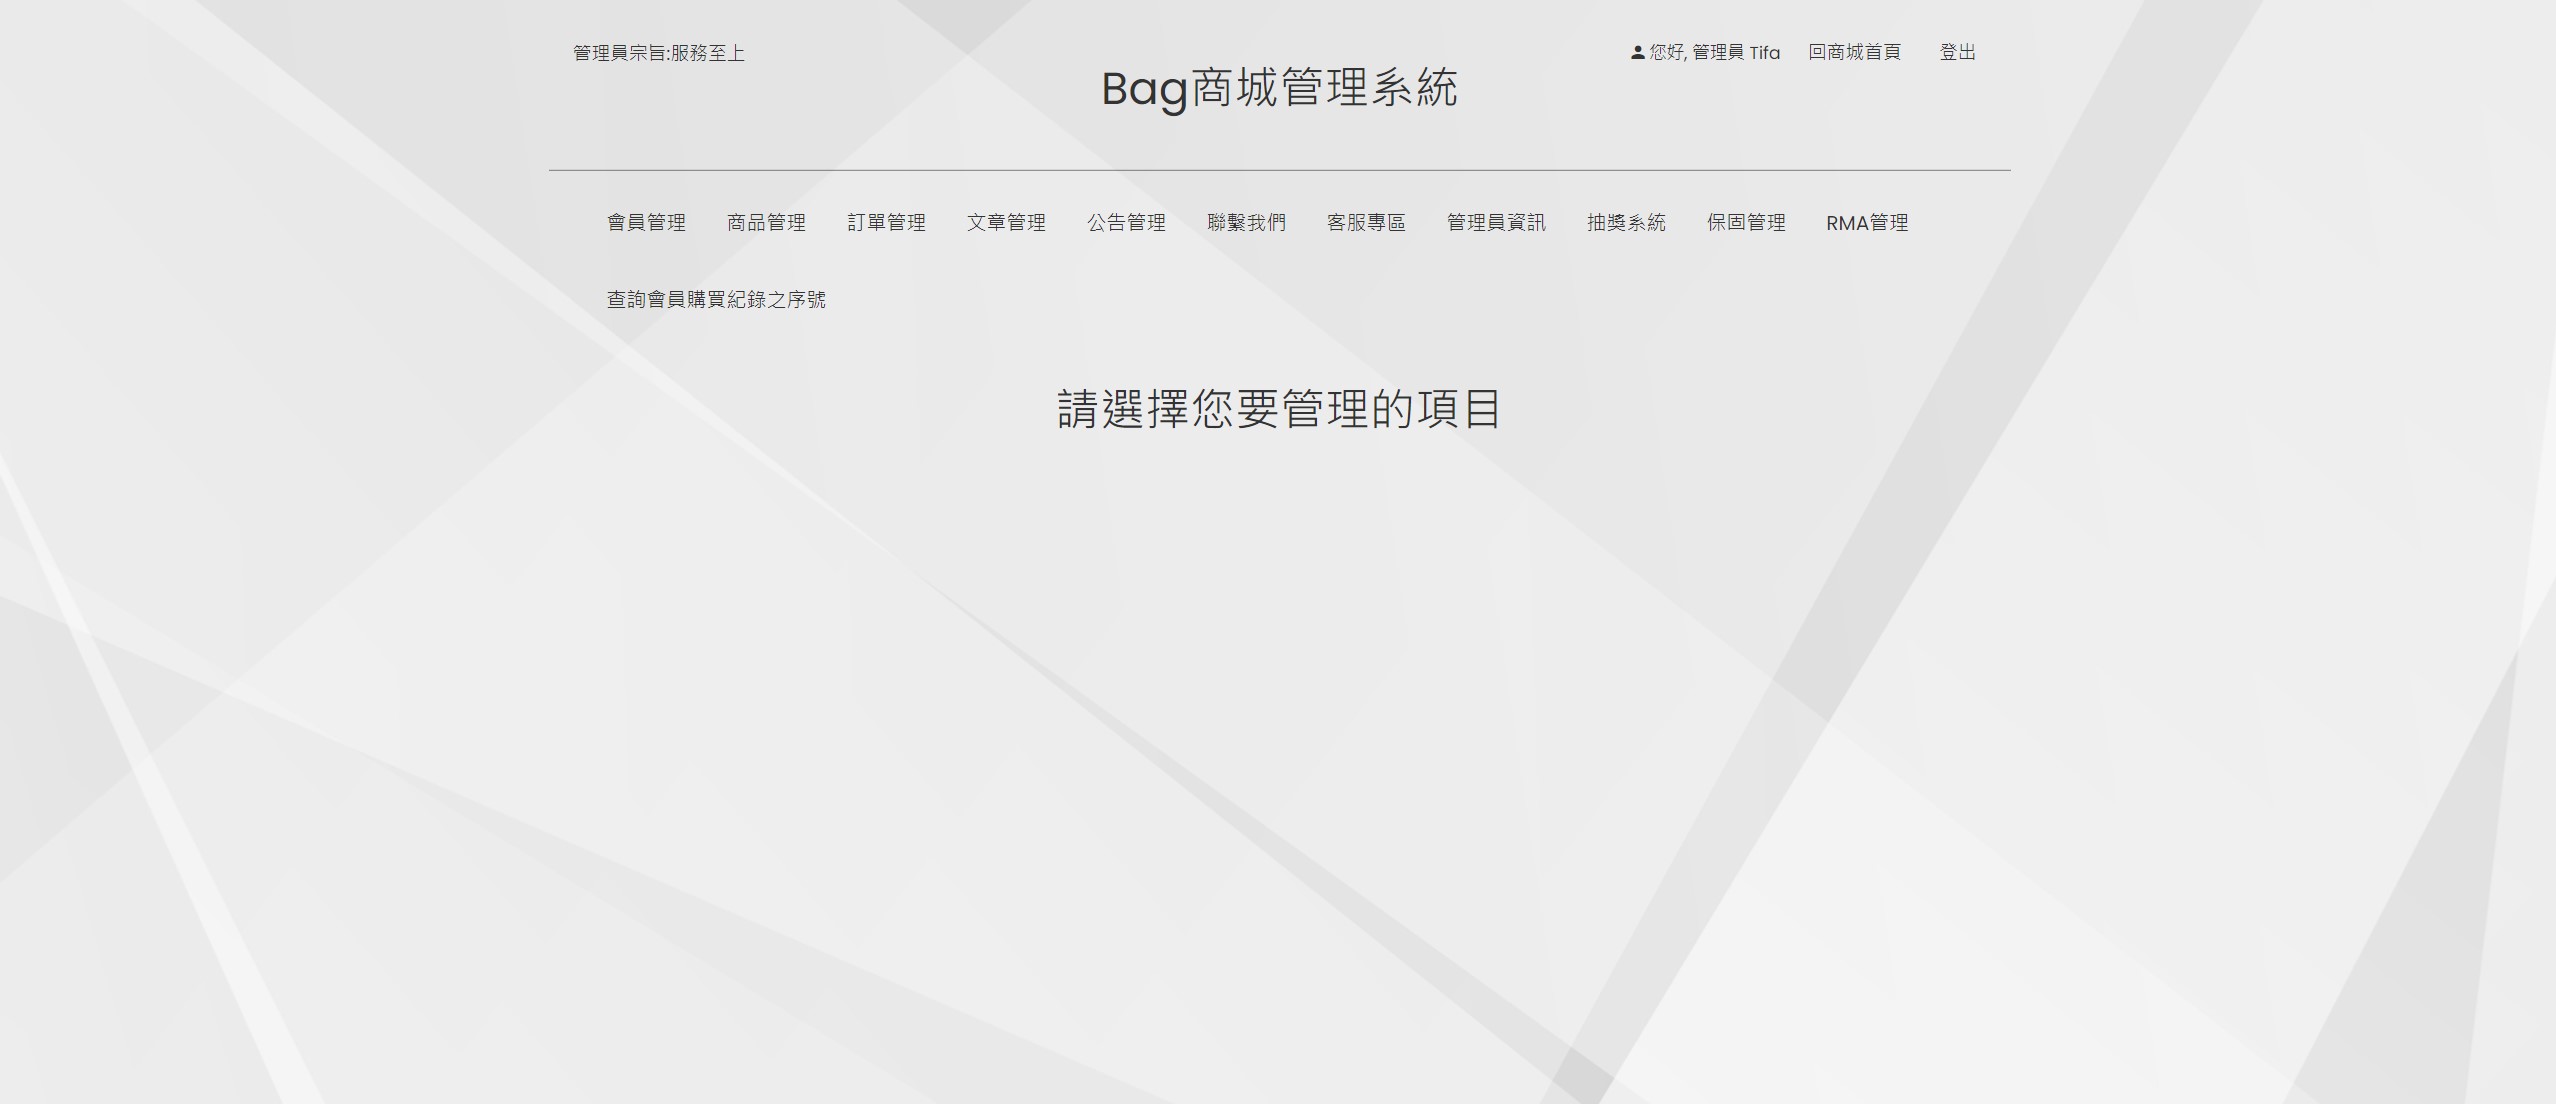 管理員宗旨:服務至上
您好, 管理員 Tifa 回商城首頁 登出
Bag商城管理系統
會員管理 商品管理 訂單管理 文章管理 公告管理 聯繫我們 客服專區 管理員資訊 抽獎系統 保固管理 RMA管理
查詢會員購買紀錄之序號
請選擇您要管理的項目